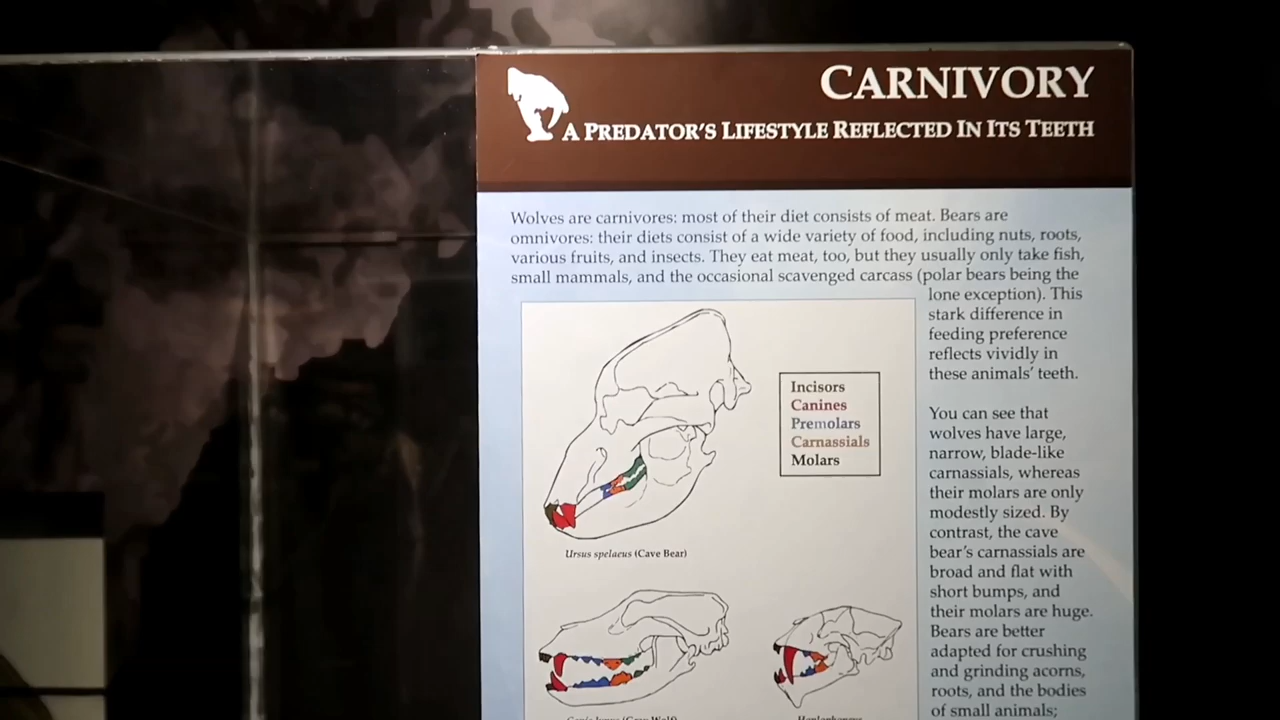 CARNIVORY
A PREDATOR'S LIFESTYLE REFLECTED IN ITS TEETH
Wolves are carnivores: most of their diet consists of meat. Bears are
omnivores: their diets consist of a wide variety of food, including nuts, roots,
various fruits, and insects. They eat meat, too, but they usually only take fish,
small mammals, and the occasional scavenged carcass (polar bears being the
lone exception). This
stark difference in
feeding preference
reflects vividly in
these animals' teeth.
You can see that
wolves have large,
narrow, blade-like
carnassials, whereas
their molars are only
modestly sized. By
contrast, the cave
bear's carnassials are
broad and flat with
short bumps, and
their molars are huge.
Bears are better
adapted for crushing
and grinding acorns,
roots, and the bodies
of small animals;
Incisors
Canines
Premolars
Carnassials
Molars
Ursus spelaeus (Cave Bear)
(Gray Wolf)